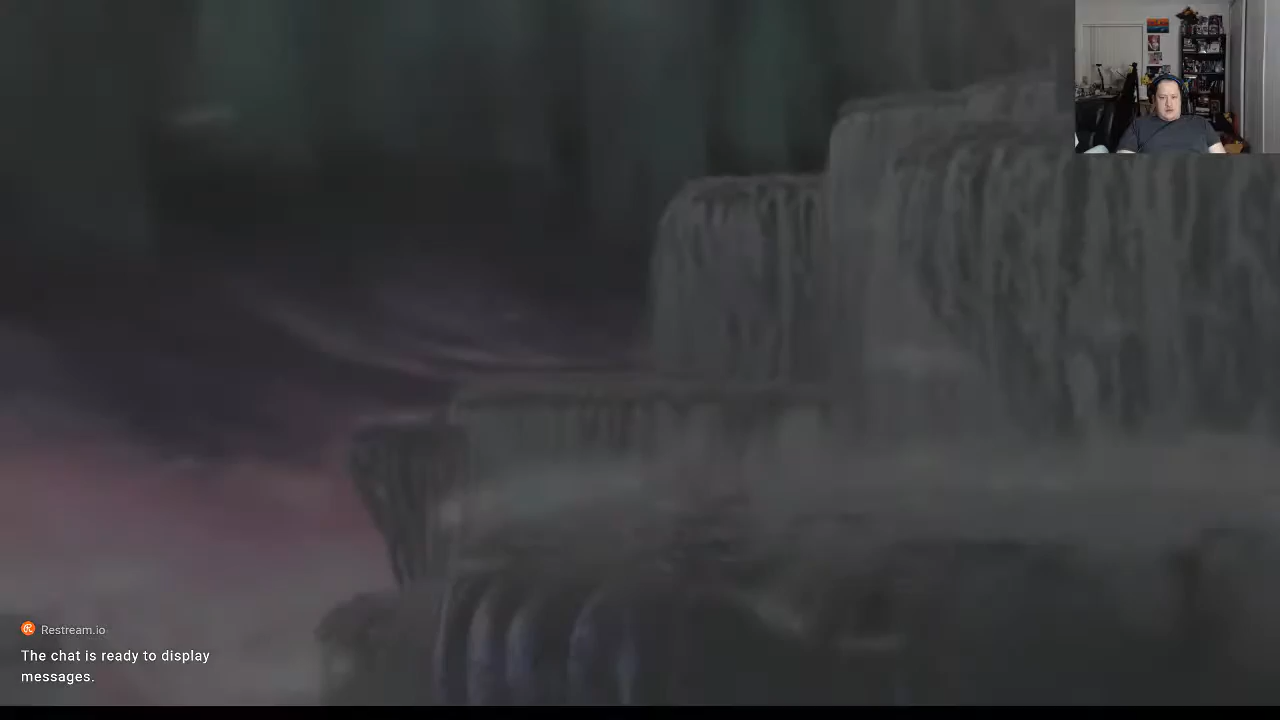 Restream.io
The chat is ready to display
messages.